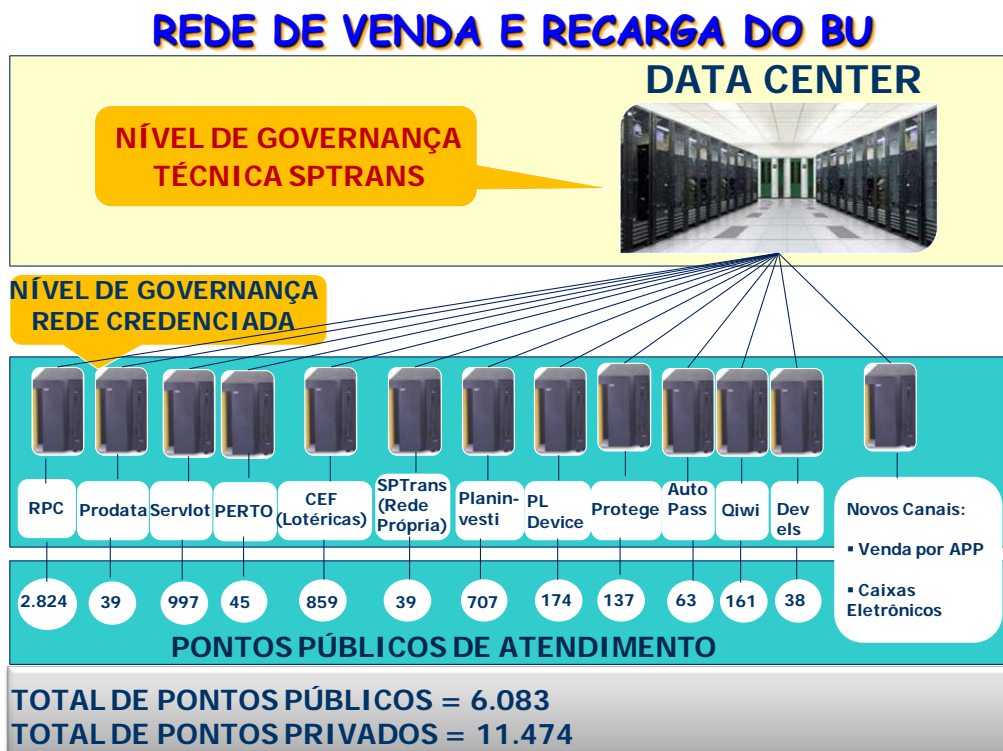 REDE DE VENDA E RECARGA DO BU
DATA CENTER
NÍVEL DE GOVERNANÇA
TÉCNICA SPTRANS
NÍVEL DE GOVERNANÇA
REDE CREDENCIADA
RPC
Prodata
Servlot
PERTO
CEF
(Lotéricas)
SPTrans
(Rede
Própria)
Planin-
vesti
PL
Device
Protege
Auto
Pass
Qiwi
Dev
els
Novos Canais:
▪ Venda por APP
▪ Caixas
Eletrônicos
2.824
39
997
45
859
39
707
174
137
63
161
38
PONTOS PÚBLICOS DE ATENDIMENTO
TOTAL DE PONTOS PÚBLICOS = 6.083
TOTAL DE PONTOS PRIVADOS = 11.474